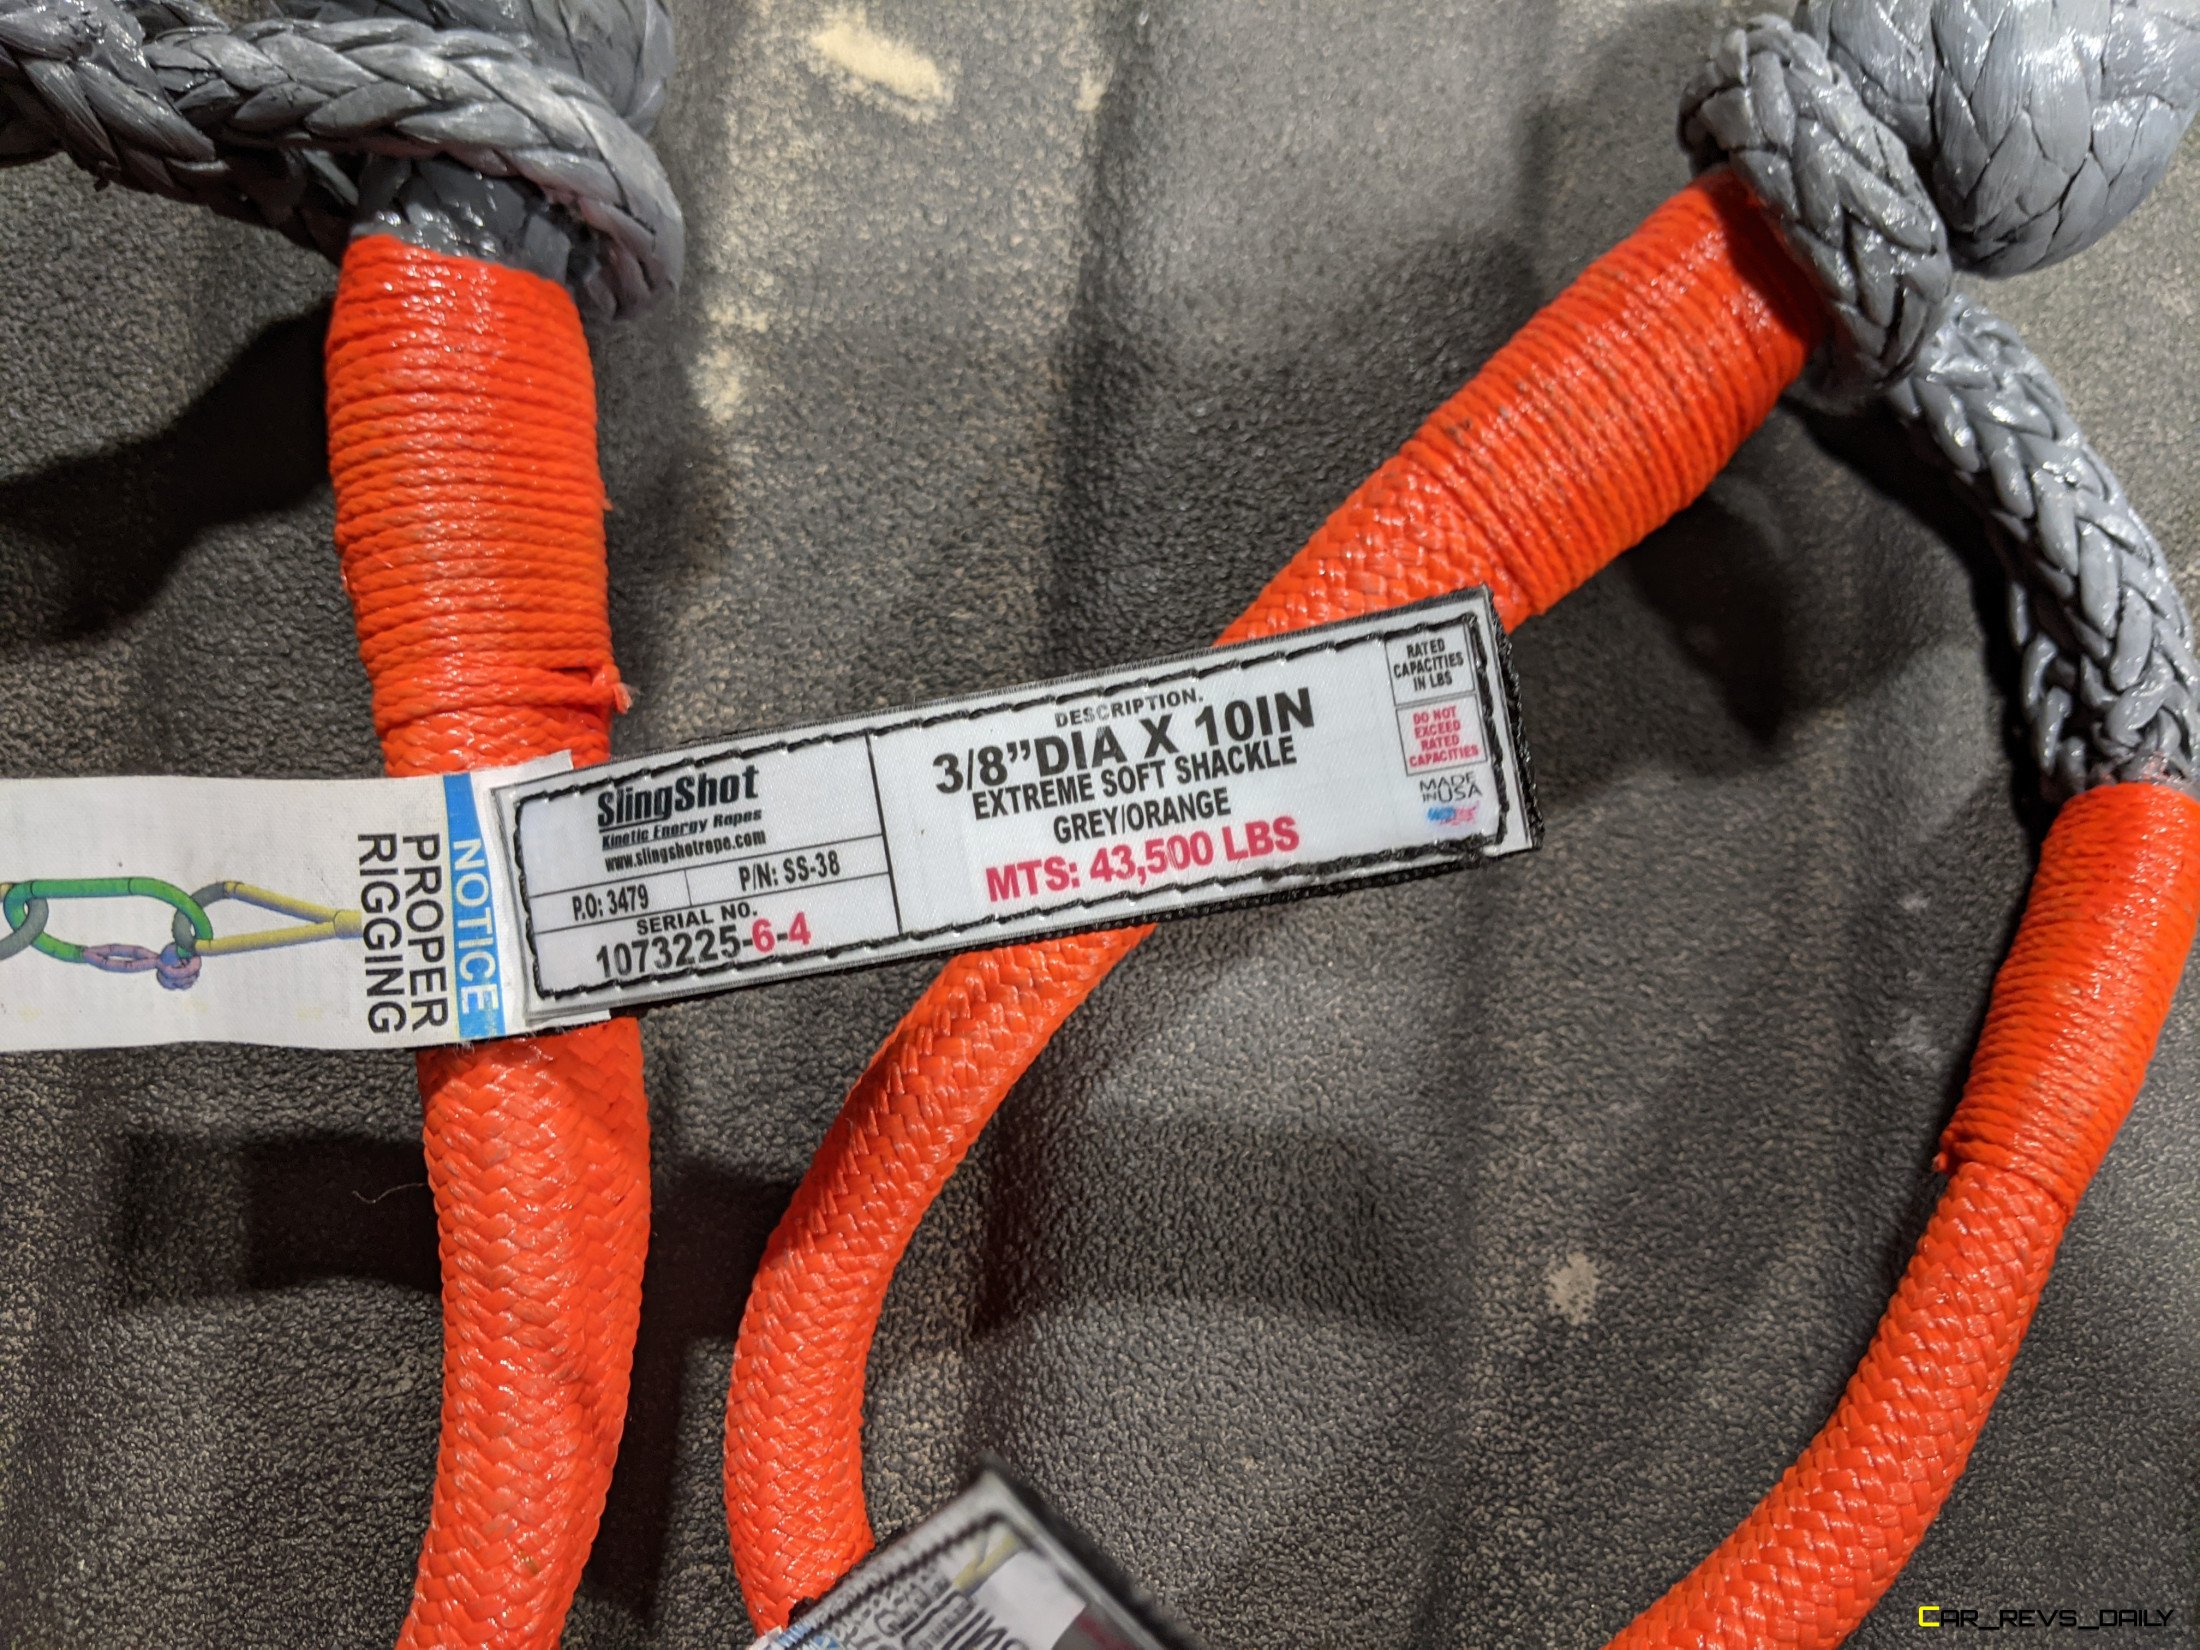 NOTICE
PROPER
RIGGING
SlingShot
Kinetic Energy Ropes
www.slingshotrope.com
P.O: 3479
P/N: SS-38
SERIAL NO.
1073225-6-4
DESCRIPTION.
3/8"DIA X 10IN
EXTREME SOFT SHACKLE
GREY/ORANGE
MTS: 43,500 LBS
RATED
CAPACITIES
IN LBS
DO NOT
EXCEED
RATED
CAPACITIES
MADE
IN USA
CAR_REVS_DAILY